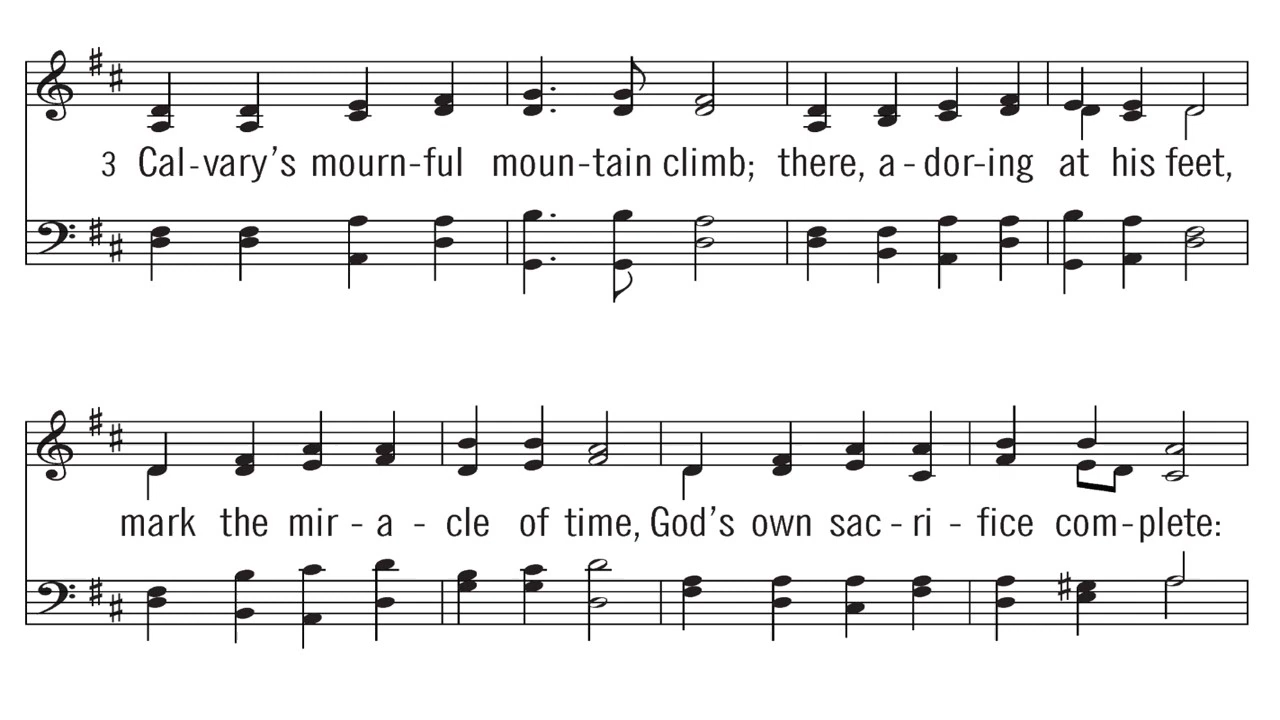 3 Cal-vary’s mourn-ful moun-tain climb; there, a-dor-ing at his feet,
mark the mir-a-cle of time, God’s own sac-ri-fice com-plete: